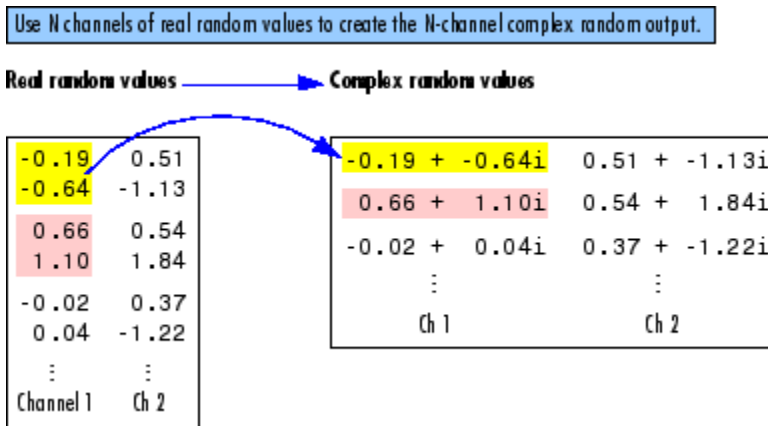 Use N channels of real random values to create the N-channel complex random output.
Real random values Complex random values
-0.19 0.51
-0.64 -1.13
0.66 0.54
1.10 1.84
-0.02 0.37
0.04 -1.22
⋮ ⋮
Channel 1 Ch 2
-0.19 + -0.64i 0.51 + -1.13i
0.66 + 1.10i 0.54 + 1.84i
-0.02 + 0.04i 0.37 + -1.22i
⋮ ⋮
Ch 1 Ch 2